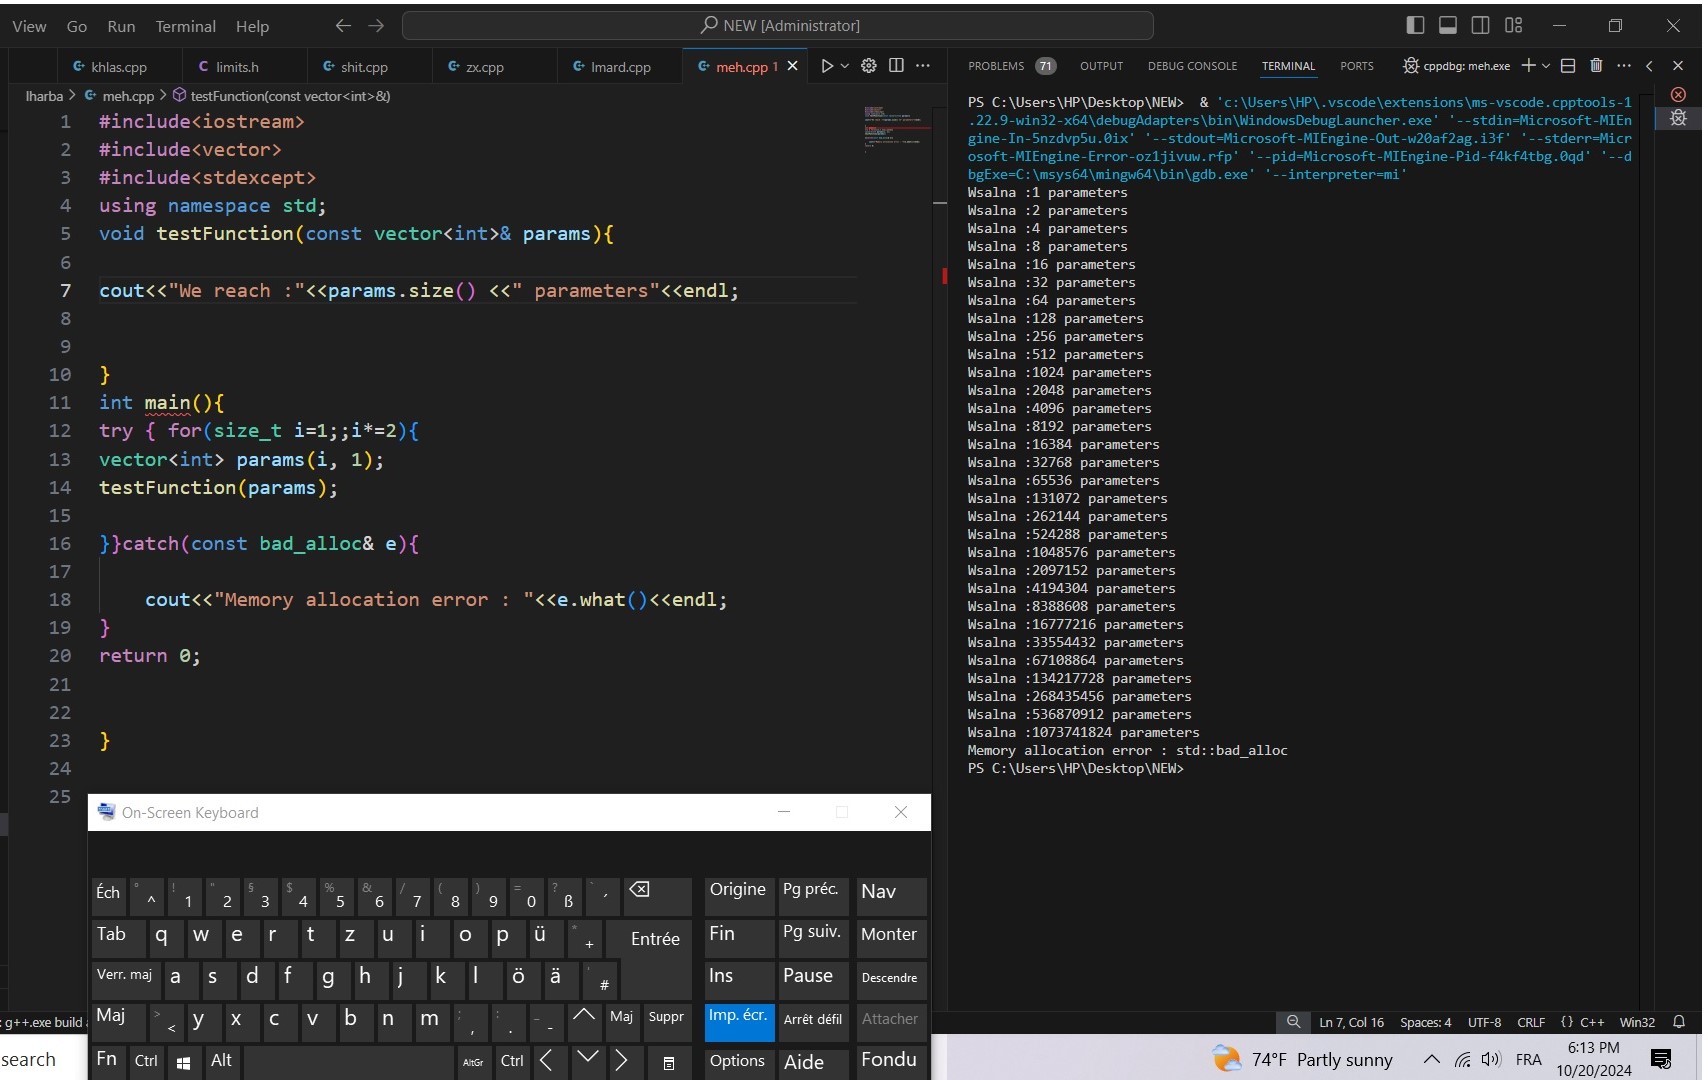 View Go Run Terminal Help
NEW [Administrator]
khlas.cpp
C limits.h
shit.cpp
zx.cpp
lmard.cpp
meh.cpp 1
lharba > meh.cpp > testFunction(const vector<int>&)
1 #include<iostream>
2 #include<vector>
3 #include<stdexcept>
4 using namespace std;
5 void testFunction(const vector<int>& params){
6
7 cout<<"We reach :"<<params.size() <<" parameters"<<endl;
8
9
10 }
11 int main(){
12 try { for(size_t i=1;;i*=2){
13 vector<int> params(i, 1);
14 testFunction(params);
15
16 }}catch(const bad_alloc& e){
17
18 cout<<"Memory allocation error : "<<e.what()<<endl;
19 }
20 return 0;
21
22
23 }
24
25
PROBLEMS 71 OUTPUT DEBUG CONSOLE TERMINAL PORTS cppdbg: meh.exe
PS C:\Users\HP\Desktop\NEW> & 'c:\Users\HP\.vscode\extensions\ms-vscode.cpptools-1
.22.9-win32-x64\debugAdapters\bin\WindowsDebugLauncher.exe' '--stdin=Microsoft-MIEn
gine-In-5nzdvp5u.0ix' '--stdout=Microsoft-MIEngine-Out-w20af2ag.i3f' '--stderr=Micr
osoft-MIEngine-Error-oz1jivuw.rfp' '--pid=Microsoft-MIEngine-Pid-f4kf4tbg.0qd' '--d
bgExe=C:\msys64\mingw64\bin\gdb.exe' '--interpreter=mi'
Wsalna :1 parameters
Wsalna :2 parameters
Wsalna :4 parameters
Wsalna :8 parameters
Wsalna :16 parameters
Wsalna :32 parameters
Wsalna :64 parameters
Wsalna :128 parameters
Wsalna :256 parameters
Wsalna :512 parameters
Wsalna :1024 parameters
Wsalna :2048 parameters
Wsalna :4096 parameters
Wsalna :8192 parameters
Wsalna :16384 parameters
Wsalna :32768 parameters
Wsalna :65536 parameters
Wsalna :131072 parameters
Wsalna :262144 parameters
Wsalna :524288 parameters
Wsalna :1048576 parameters
Wsalna :2097152 parameters
Wsalna :4194304 parameters
Wsalna :8388608 parameters
Wsalna :16777216 parameters
Wsalna :33554432 parameters
Wsalna :67108864 parameters
Wsalna :134217728 parameters
Wsalna :268435456 parameters
Wsalna :536870912 parameters
Wsalna :1073741824 parameters
Memory allocation error : std::bad_alloc
PS C:\Users\HP\Desktop\NEW>
On-Screen Keyboard
Éch ° ^ ! 1 " 2 § 3 $ 4 % 5 & 6 / 7 ( 8 ) 9 = 0 ? ß ` ´ Origine Pg préc. Nav
Tab q w e r t z u i o p ü * + Entrée Fin Pg suiv. Monter
Verr. maj a s d f g h j k l ö ä ' # Ins Pause Descendre
Maj > < y x c v b n m ; , : . _ - Maj Suppr Imp. écr. Arrêt défil Attacher
Fn Ctrl Alt AltGr Ctrl Options Aide Fondu
: g++.exe build a
Ln 7, Col 16 Spaces: 4 UTF-8 CRLF {} C++ Win32
search
74°F Partly sunny FRA
6:13 PM
10/20/2024